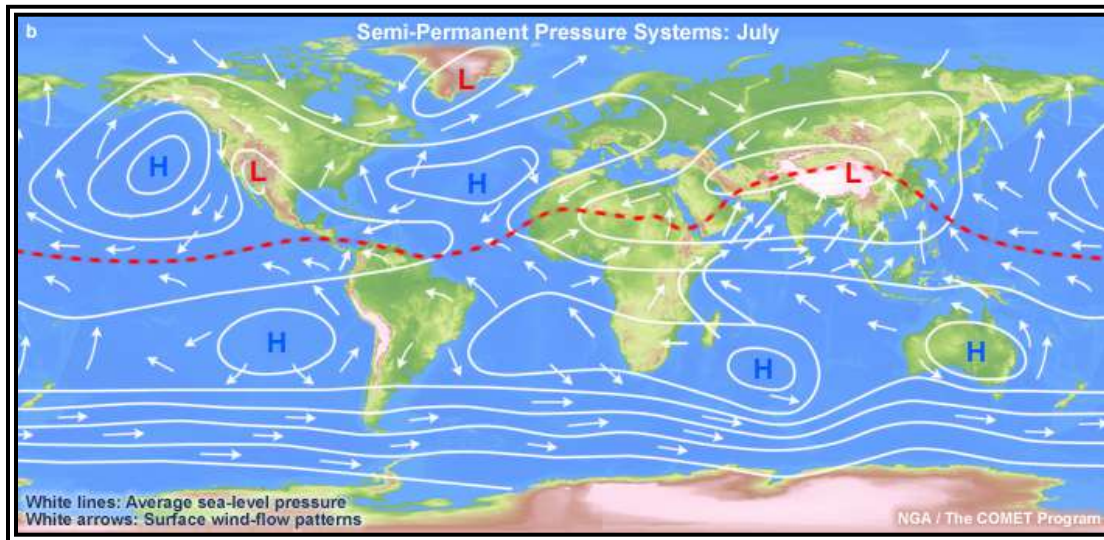 b
Semi-Permanent Pressure Systems: July
L
H
L
H
L
H
H
H
White lines: Average sea-level pressure
White arrows: Surface wind-flow patterns
NGA / The COMET Program